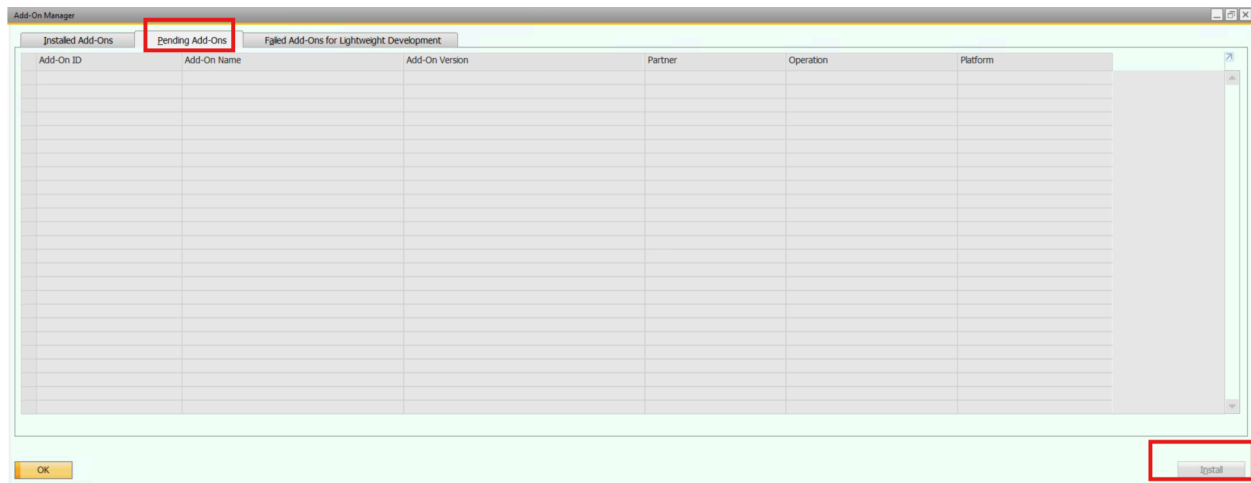 Add-On Manager
Installed Add-Ons Pending Add-Ons Failed Add-Ons for Lightweight Development
Add-On ID Add-On Name Add-On Version Partner Operation Platform
OK Install